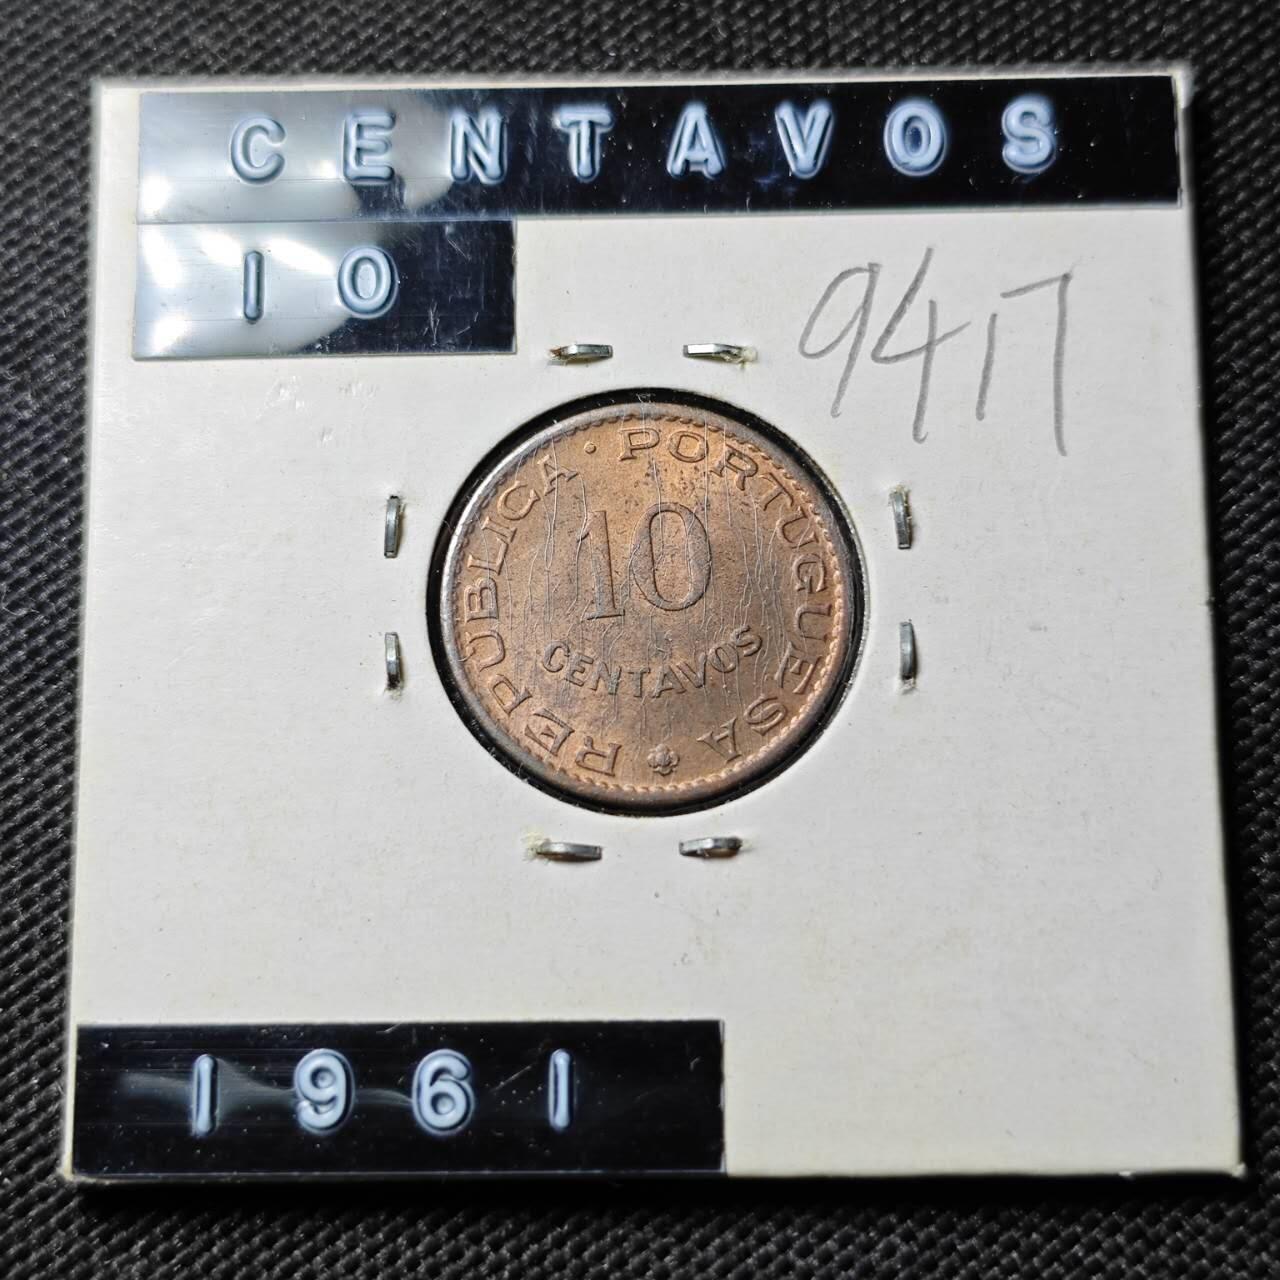 CENTAVOS
10
9417
REPUBLICA · PORTUGUESA
10
CENTAVOS
1961